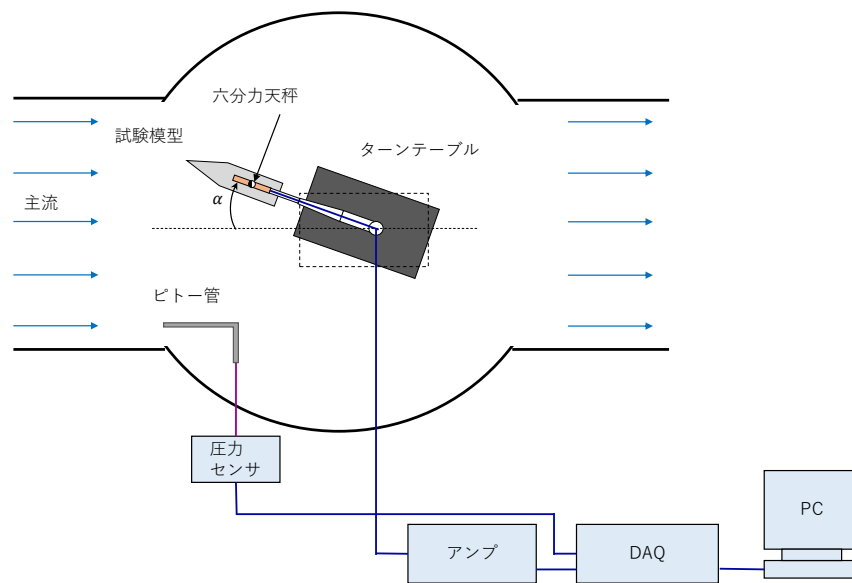 六分力天秤
試験模型
ターンテーブル
主流
α
ピトー管
圧力
センサ
アンプ
DAQ
PC